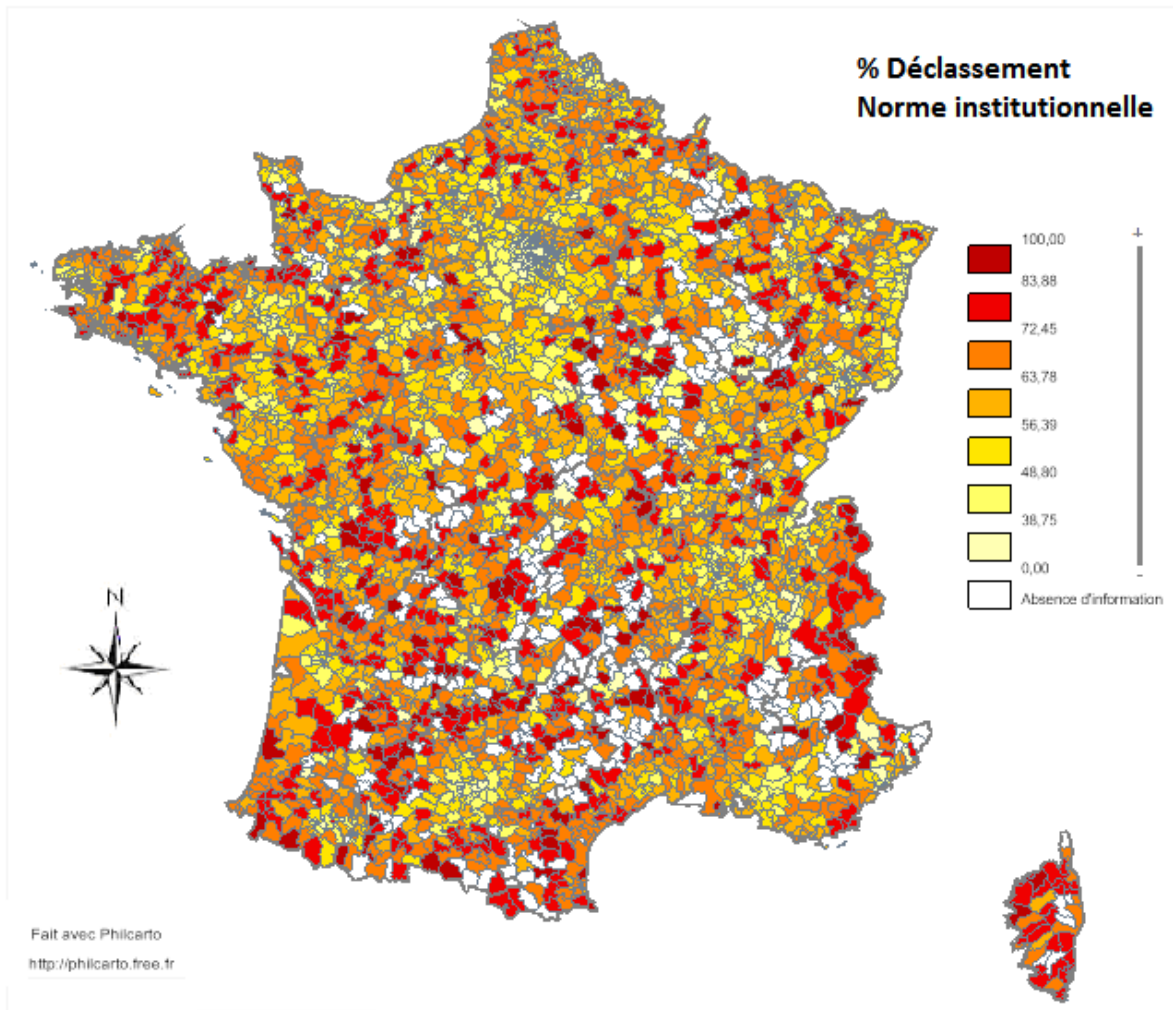 % Déclassement
Norme institutionnelle
+
100,00
83,88
72,45
63,78
56,39
48,80
38,75
0,00
-
Absence d'information
N
Fait avec Philcarto
http://philcarto.free.fr